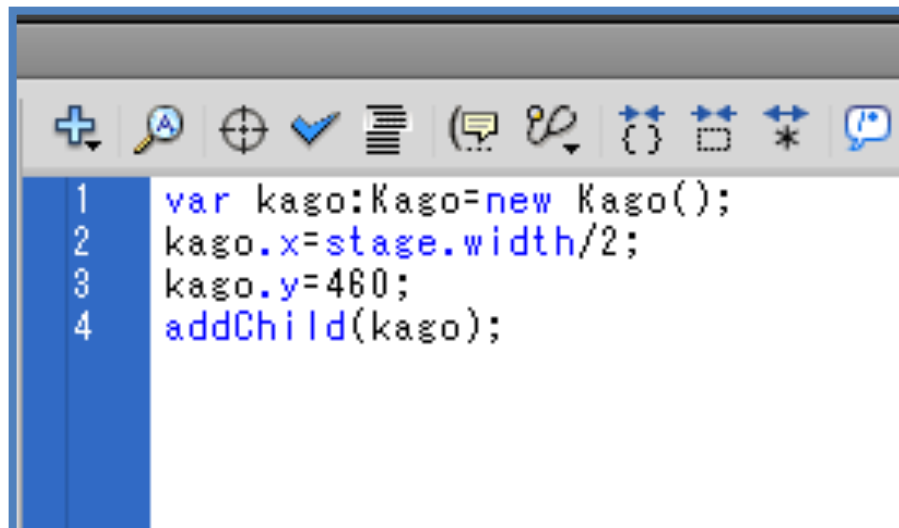 1 var kago:Kago=new Kago();
2 kago.x=stage.width/2;
3 kago.y=460;
4 addChild(kago);